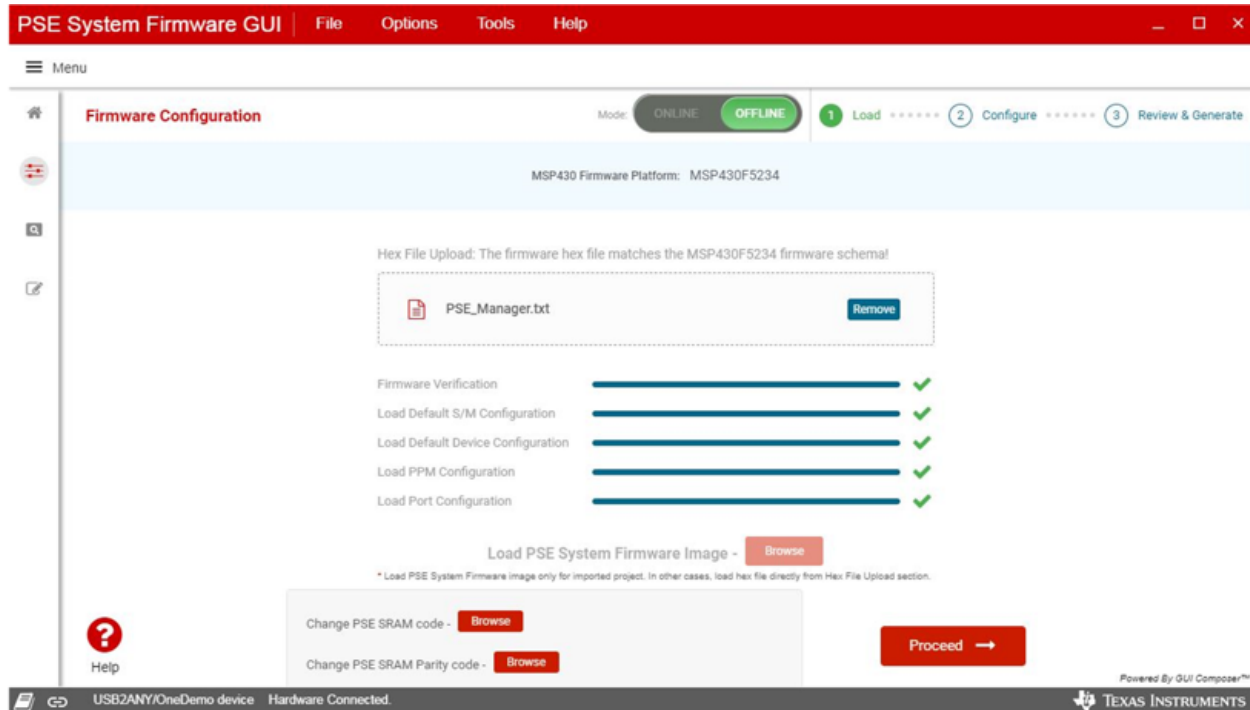 PSE System Firmware GUI File Options Tools Help
Menu
Firmware Configuration Mode: ONLINE OFFLINE 1 Load 2 Configure 3 Review & Generate
MSP430 Firmware Platform: MSP430F5234
Hex File Upload: The firmware hex file matches the MSP430F5234 firmware schema!
PSE_Manager.txt Remove
Firmware Verification
Load Default S/M Configuration
Load Default Device Configuration
Load PPM Configuration
Load Port Configuration
Load PSE System Firmware Image - Browse
* Load PSE System Firmware image only for imported project. In other cases, load hex file directly from Hex File Upload section.
Change PSE SRAM code - Browse
Change PSE SRAM Parity code - Browse
Proceed
? Help
Powered By GUI Composer™
USB2ANY/OneDemo device Hardware Connected. TEXAS INSTRUMENTS